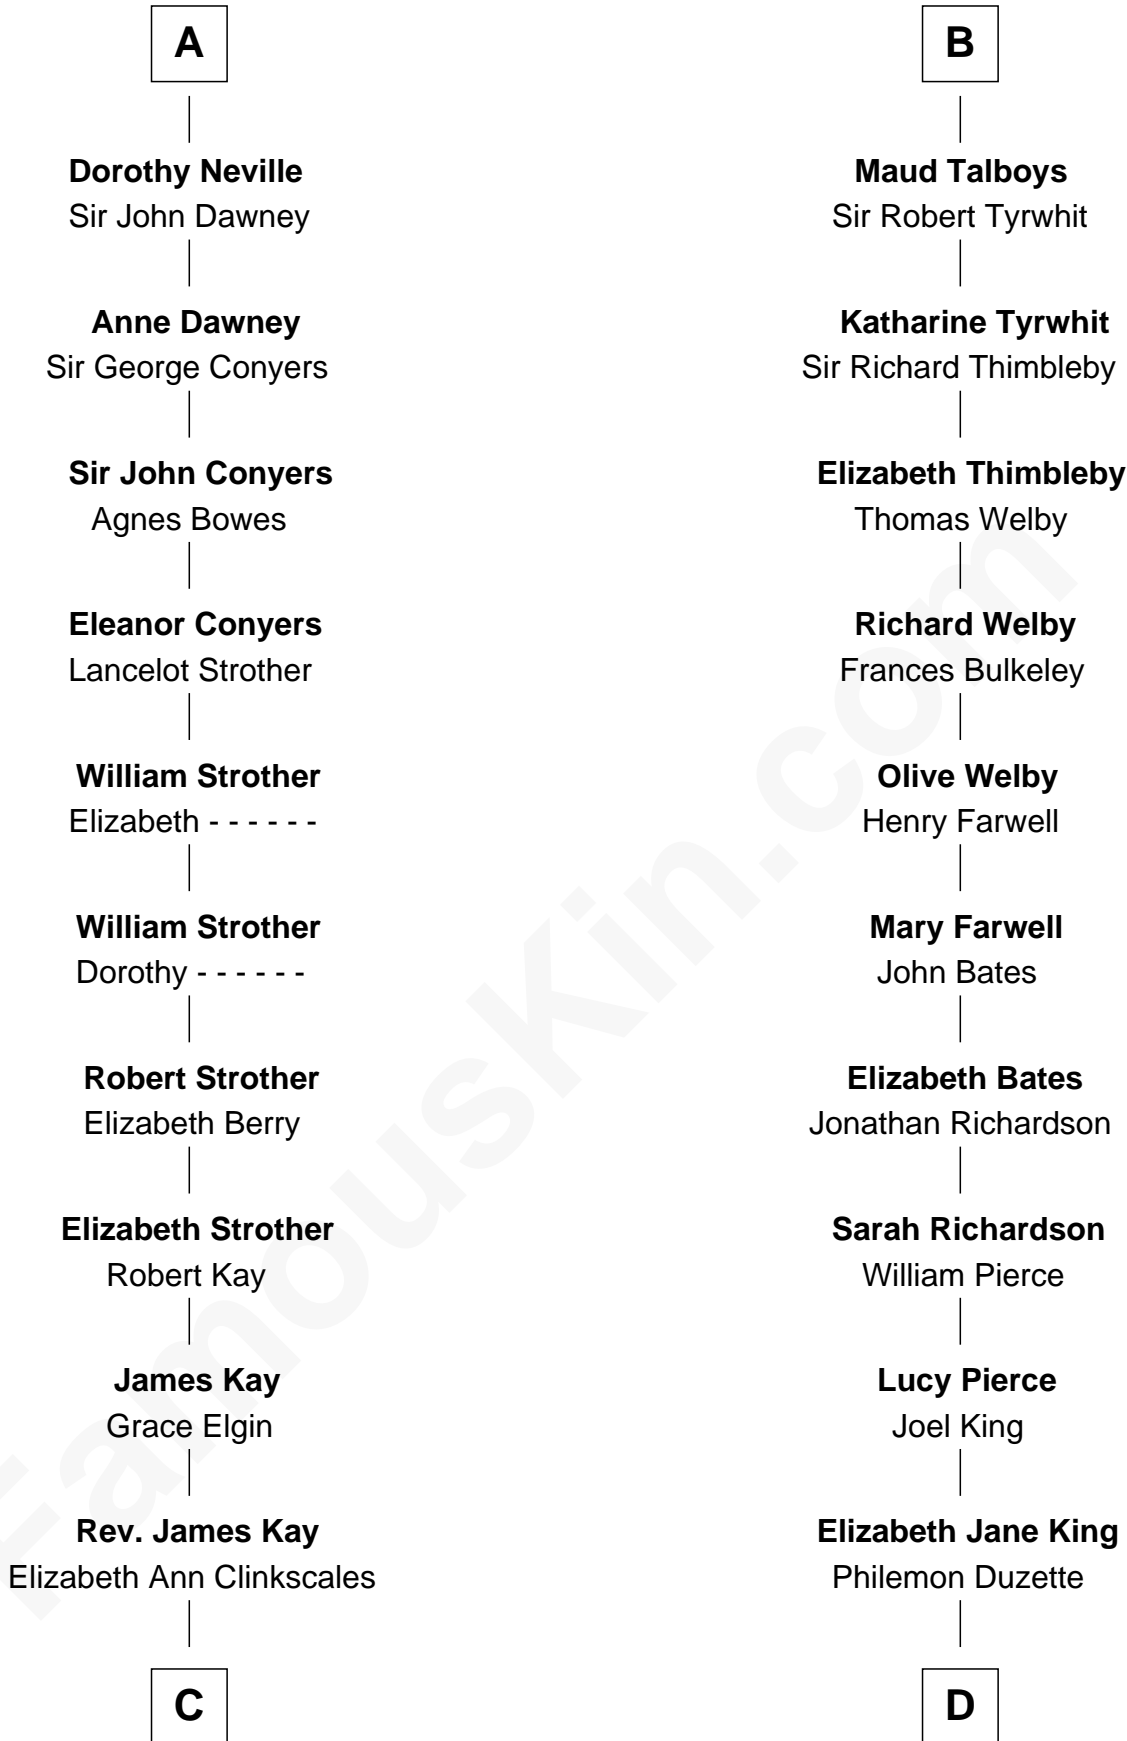 A
Dorothy Neville
Sir John Dawney
Anne Dawney
Sir George Conyers
Sir John Conyers
Agnes Bowes
Eleanor Conyers
Lancelot Strother
William Strother
Elizabeth - - - - - -
William Strother
Dorothy - - - - - -
Robert Strother
Elizabeth Berry
Elizabeth Strother
Robert Kay
James Kay
Grace Elgin
Rev. James Kay
Elizabeth Ann Clinkscales
C
B
Maud Talboys
Sir Robert Tyrwhit
Katharine Tyrwhit
Sir Richard Thimbleby
Elizabeth Thimbleby
Thomas Welby
Richard Welby
Frances Bulkeley
Olive Welby
Henry Farwell
Mary Farwell
John Bates
Elizabeth Bates
Jonathan Richardson
Sarah Richardson
William Pierce
Lucy Pierce
Joel King
Elizabeth Jane King
Philemon Duzette
D
FamousKin.com